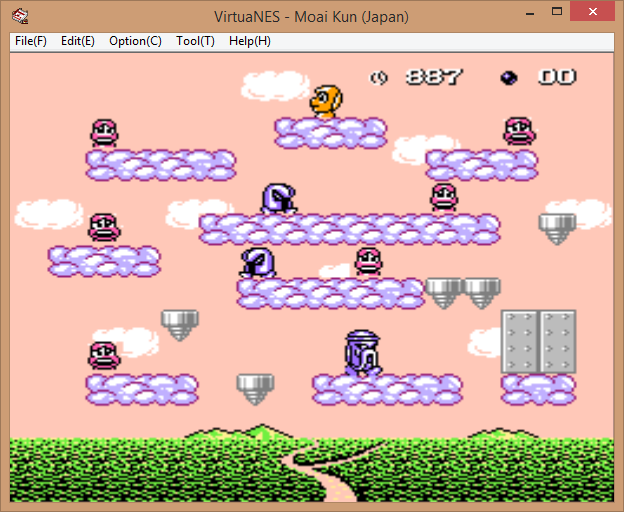 VirtuaNES - Moai Kun (Japan)
File(F) Edit(E) Option(C) Tool(T) Help(H)
887 00